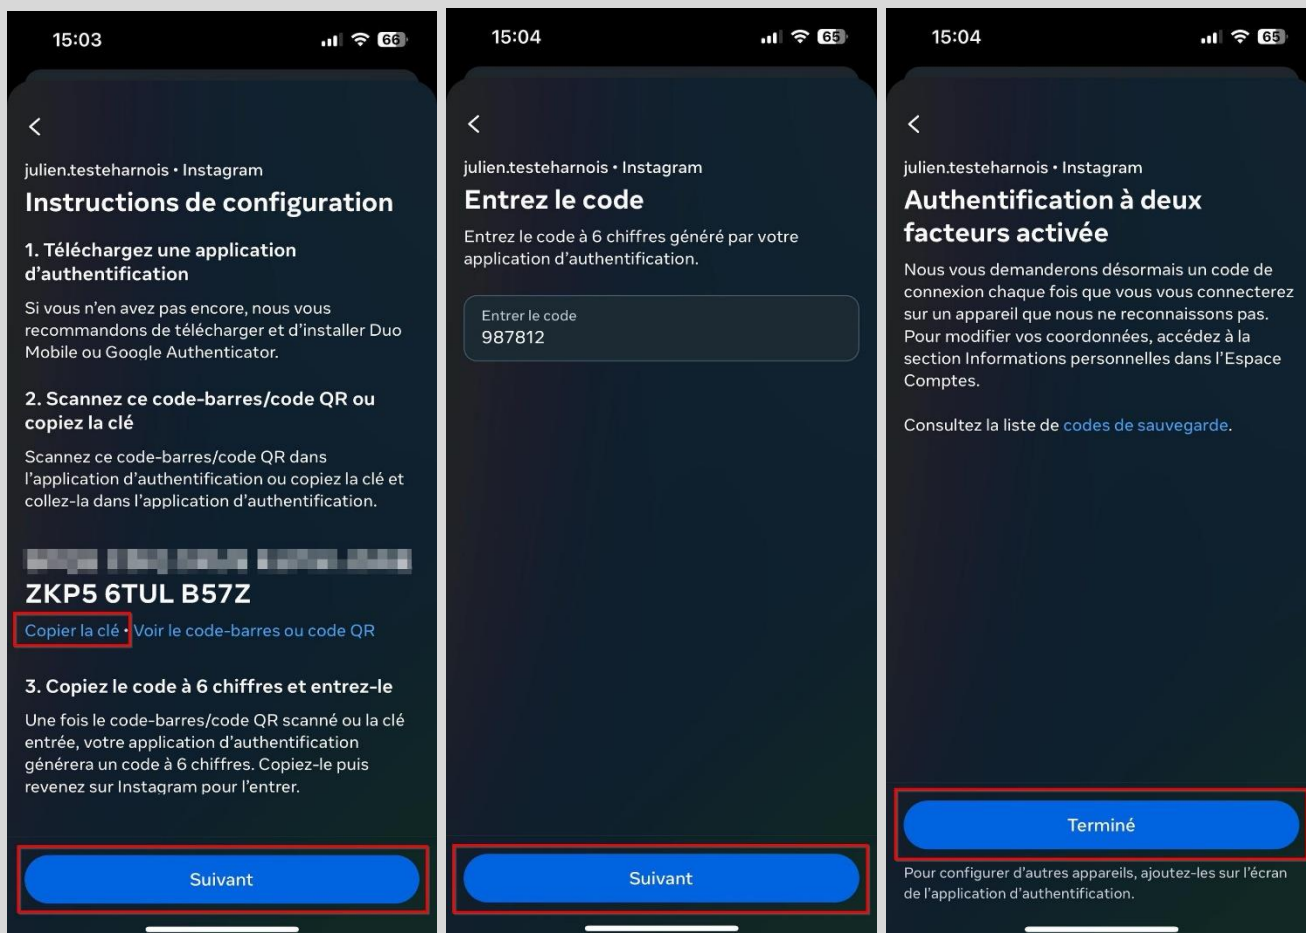 15:03
66
julien.testeharnois • Instagram
Instructions de configuration
1. Téléchargez une application
d'authentification
Si vous n'en avez pas encore, nous vous
recommandons de télécharger et d'installer Duo
Mobile ou Google Authenticator.
2. Scannez ce code-barres/code QR ou
copiez la clé
Scannez ce code-barres/code QR dans
l'application d'authentification ou copiez la clé et
collez-la dans l'application d'authentification.
ZKP5 6TUL B57Z
Copier la clé • Voir le code-barres ou code QR
3. Copiez le code à 6 chiffres et entrez-le
Une fois le code-barres/code QR scanné ou la clé
entrée, votre application d'authentification
générera un code à 6 chiffres. Copiez-le puis
revenez sur Instagram pour l'entrer.
Suivant
15:04
65
julien.testeharnois • Instagram
Entrez le code
Entrez le code à 6 chiffres généré par votre
application d'authentification.
Entrer le code
987812
Suivant
15:04
65
julien.testeharnois • Instagram
Authentification à deux
facteurs activée
Nous vous demanderons désormais un code de
connexion chaque fois que vous vous connecterez
sur un appareil que nous ne reconnaissons pas.
Pour modifier vos coordonnées, accédez à la
section Informations personnelles dans l'Espace
Comptes.
Consultez la liste de codes de sauvegarde.
Terminé
Pour configurer d'autres appareils, ajoutez-les sur l'écran
de l'application d'authentification.